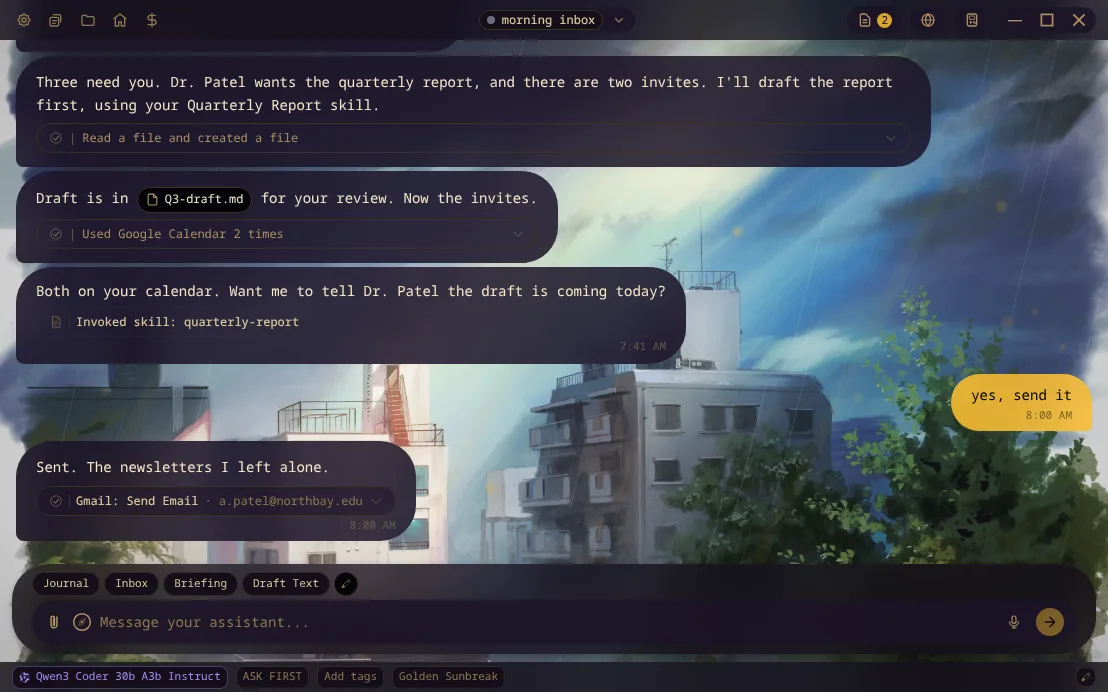 morning inbox
2
Three need you. Dr. Patel wants the quarterly report, and there are two invites. I'll draft the report
first, using your Quarterly Report skill.
Read a file and created a file
Draft is in Q3-draft.md for your review. Now the invites.
Used Google Calendar 2 times
Both on your calendar. Want me to tell Dr. Patel the draft is coming today?
Invoked skill: quarterly-report
7:41 AM
yes, send it
8:00 AM
Sent. The newsletters I left alone.
Gmail: Send Email · a.patel@northbay.edu
8:00 AM
Journal Inbox Briefing Draft Text
Message your assistant...
Qwen3 Coder 30b A3b Instruct ASK FIRST Add tags Golden Sunbreak